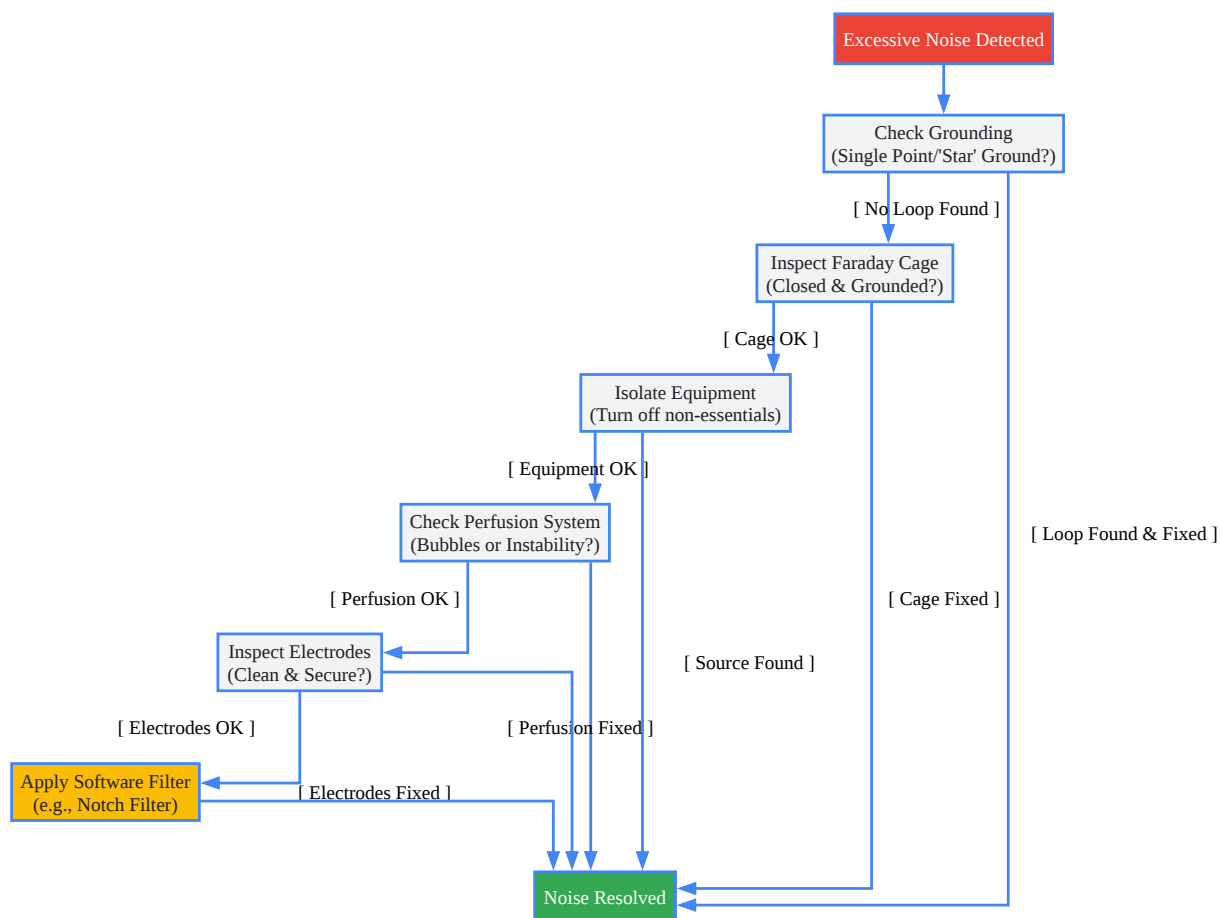 Excessive Noise Detected
Check Grounding
(Single Point/'Star' Ground?)
[ No Loop Found ]
Inspect Faraday Cage
(Closed & Grounded?)
[ Cage OK ]
Isolate Equipment
(Turn off non-essentials)
[ Equipment OK ]
Check Perfusion System
(Bubbles or Instability?)
[ Loop Found & Fixed ]
[ Perfusion OK ]
[ Cage Fixed ]
Inspect Electrodes
(Clean & Secure?)
[ Source Found ]
[ Electrodes OK ]
[ Perfusion Fixed ]
Apply Software Filter
(e.g., Notch Filter)
[ Electrodes Fixed ]
Noise Resolved